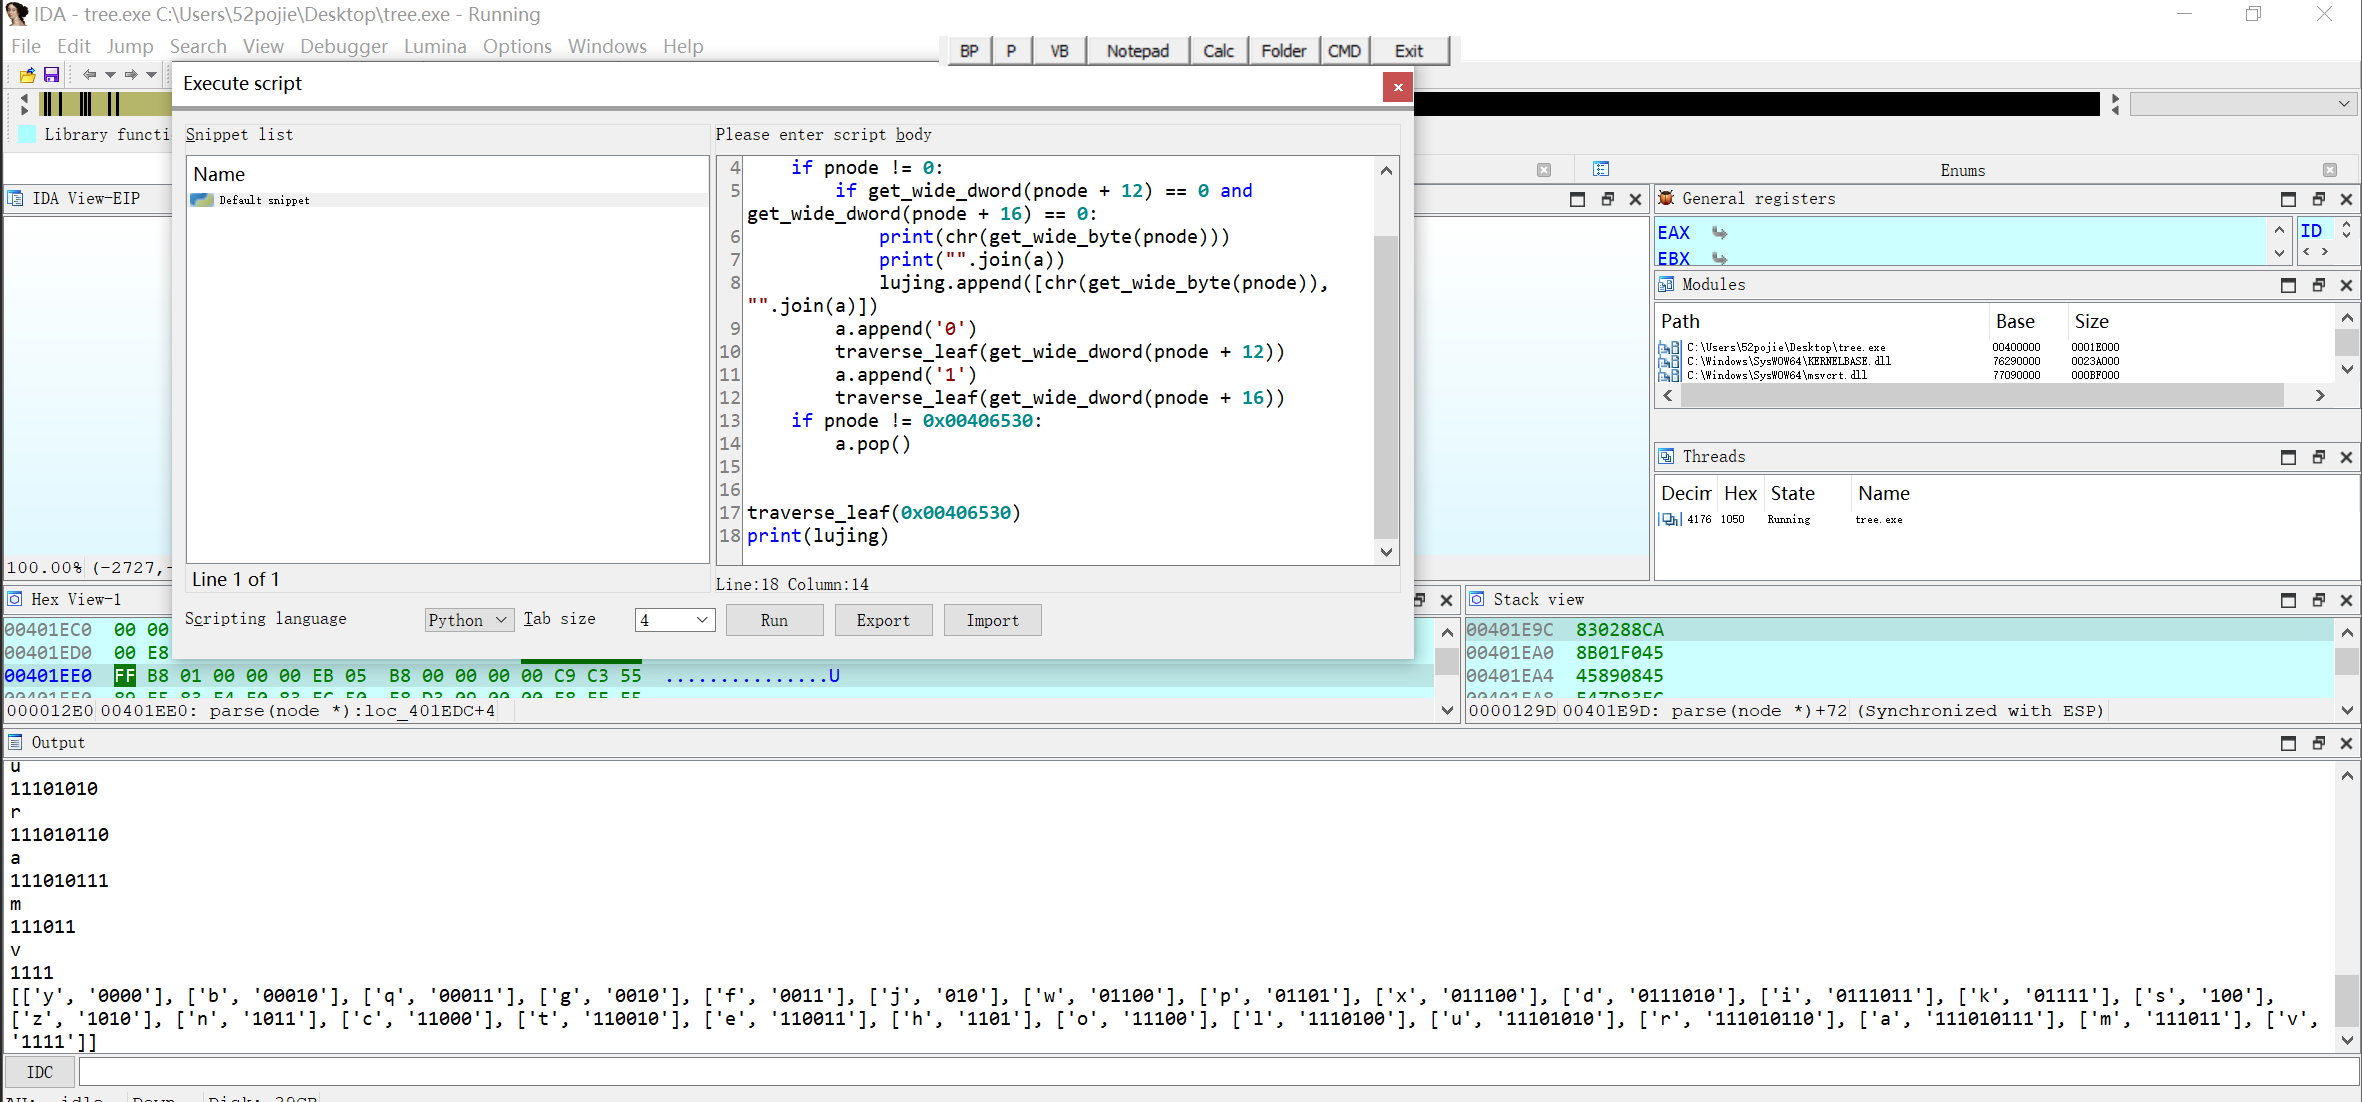 IDA - tree.exe C:\Users\52pojie\Desktop\tree.exe - Running
File Edit Jump Search View Debugger Lumina Options Windows Help
BP P VB Notepad Calc Folder CMD Exit
Execute script
Library functi
Snippet list
Please enter script body
Name
Default snippet
4 if pnode != 0:
5 if get_wide_dword(pnode + 12) == 0 and
get_wide_dword(pnode + 16) == 0:
6 print(chr(get_wide_byte(pnode)))
7 print("".join(a))
8 lujing.append([chr(get_wide_byte(pnode)),
"".join(a)])
9 a.append('0')
10 traverse_leaf(get_wide_dword(pnode + 12))
11 a.append('1')
12 traverse_leaf(get_wide_dword(pnode + 16))
13 if pnode != 0x00406530:
14 a.pop()
15
16
17 traverse_leaf(0x00406530)
18 print(lujing)
Line 1 of 1
Line:18 Column:14
Scripting language Python Tab size 4 Run Export Import
IDA View-EIP
100.00% (-2727,-
Enums
General registers
EAX
EBX
ID
Modules
Path Base Size
C:\Users\52pojie\Desktop\tree.exe 00400000 0001E000
C:\Windows\SysWOW64\KERNELBASE.dll 76290000 0023A000
C:\Windows\SysWOW64\msvcrt.dll 77090000 000BF000
Threads
Decim Hex State Name
4176 1050 Running tree.exe
Hex View-1
00401EC0 00 00
00401ED0 00 E8
00401EE0 FF B8 01 00 00 00 EB 05 B8 00 00 00 00 C9 C3 55 ...............U
000012E0 00401EE0: parse(node *):loc_401EDC+4
Stack view
00401E9C 830288CA
00401EA0 8B01F045
00401EA4 45890845
0000129D 00401E9D: parse(node *)+72 (Synchronized with ESP)
Output
u
11101010
r
111010110
a
111010111
m
111011
v
1111
[['y', '0000'], ['b', '00010'], ['q', '00011'], ['g', '0010'], ['f', '0011'], ['j', '010'], ['w', '01100'], ['p', '01101'], ['x', '011100'], ['d', '0111010'], ['i', '0111011'], ['k', '01111'], ['s', '100'],
['z', '1010'], ['n', '1011'], ['c', '11000'], ['t', '110010'], ['e', '110011'], ['h', '1101'], ['o', '11100'], ['l', '1110100'], ['u', '11101010'], ['r', '111010110'], ['a', '111010111'], ['m', '111011'], ['v',
'1111']]
IDC